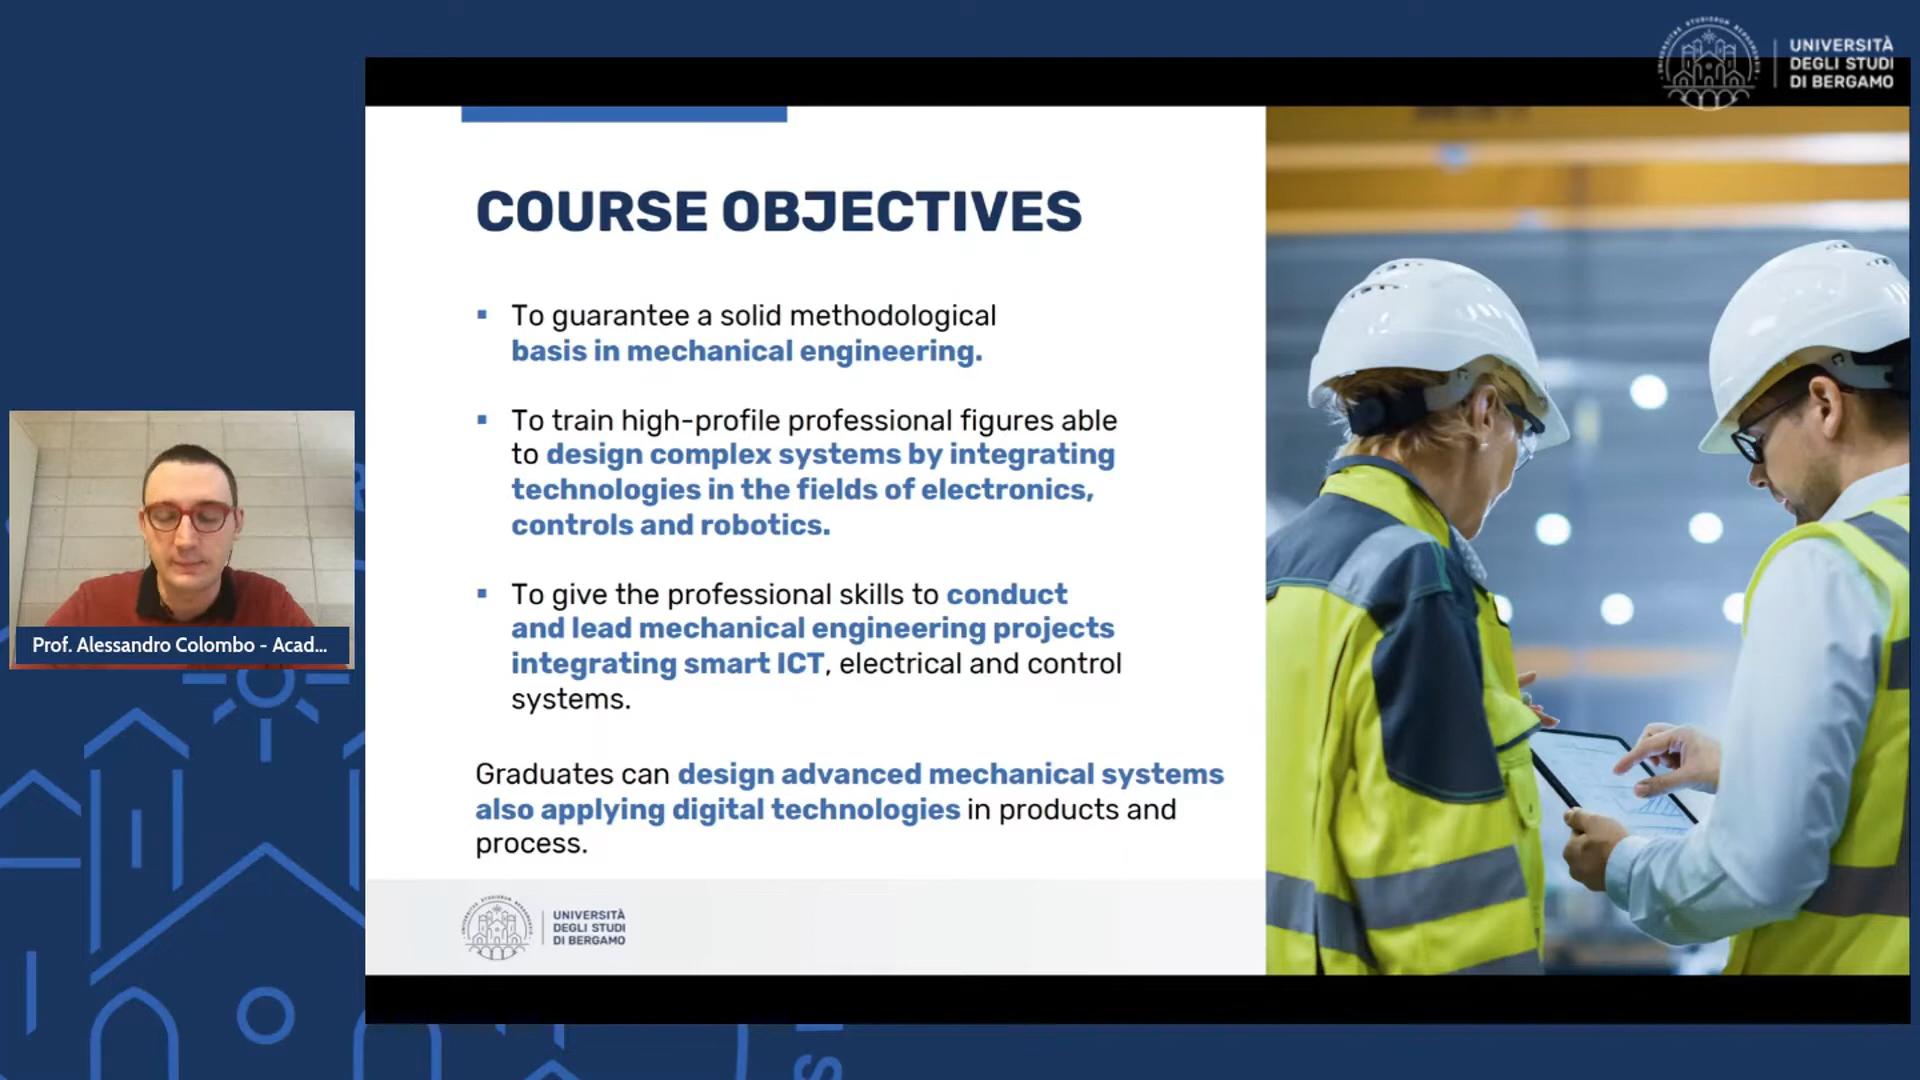 UNIVERSITÀ
DEGLI STUDI
DI BERGAMO
COURSE OBJECTIVES
▪ To guarantee a solid methodological
basis in mechanical engineering.
▪ To train high-profile professional figures able
to design complex systems by integrating
technologies in the fields of electronics,
controls and robotics.
▪ To give the professional skills to conduct
and lead mechanical engineering projects
integrating smart ICT, electrical and control
systems.
Graduates can design advanced mechanical systems
also applying digital technologies in products and
process.
Prof. Alessandro Colombo - Acad...
UNIVERSITÀ
DEGLI STUDI
DI BERGAMO